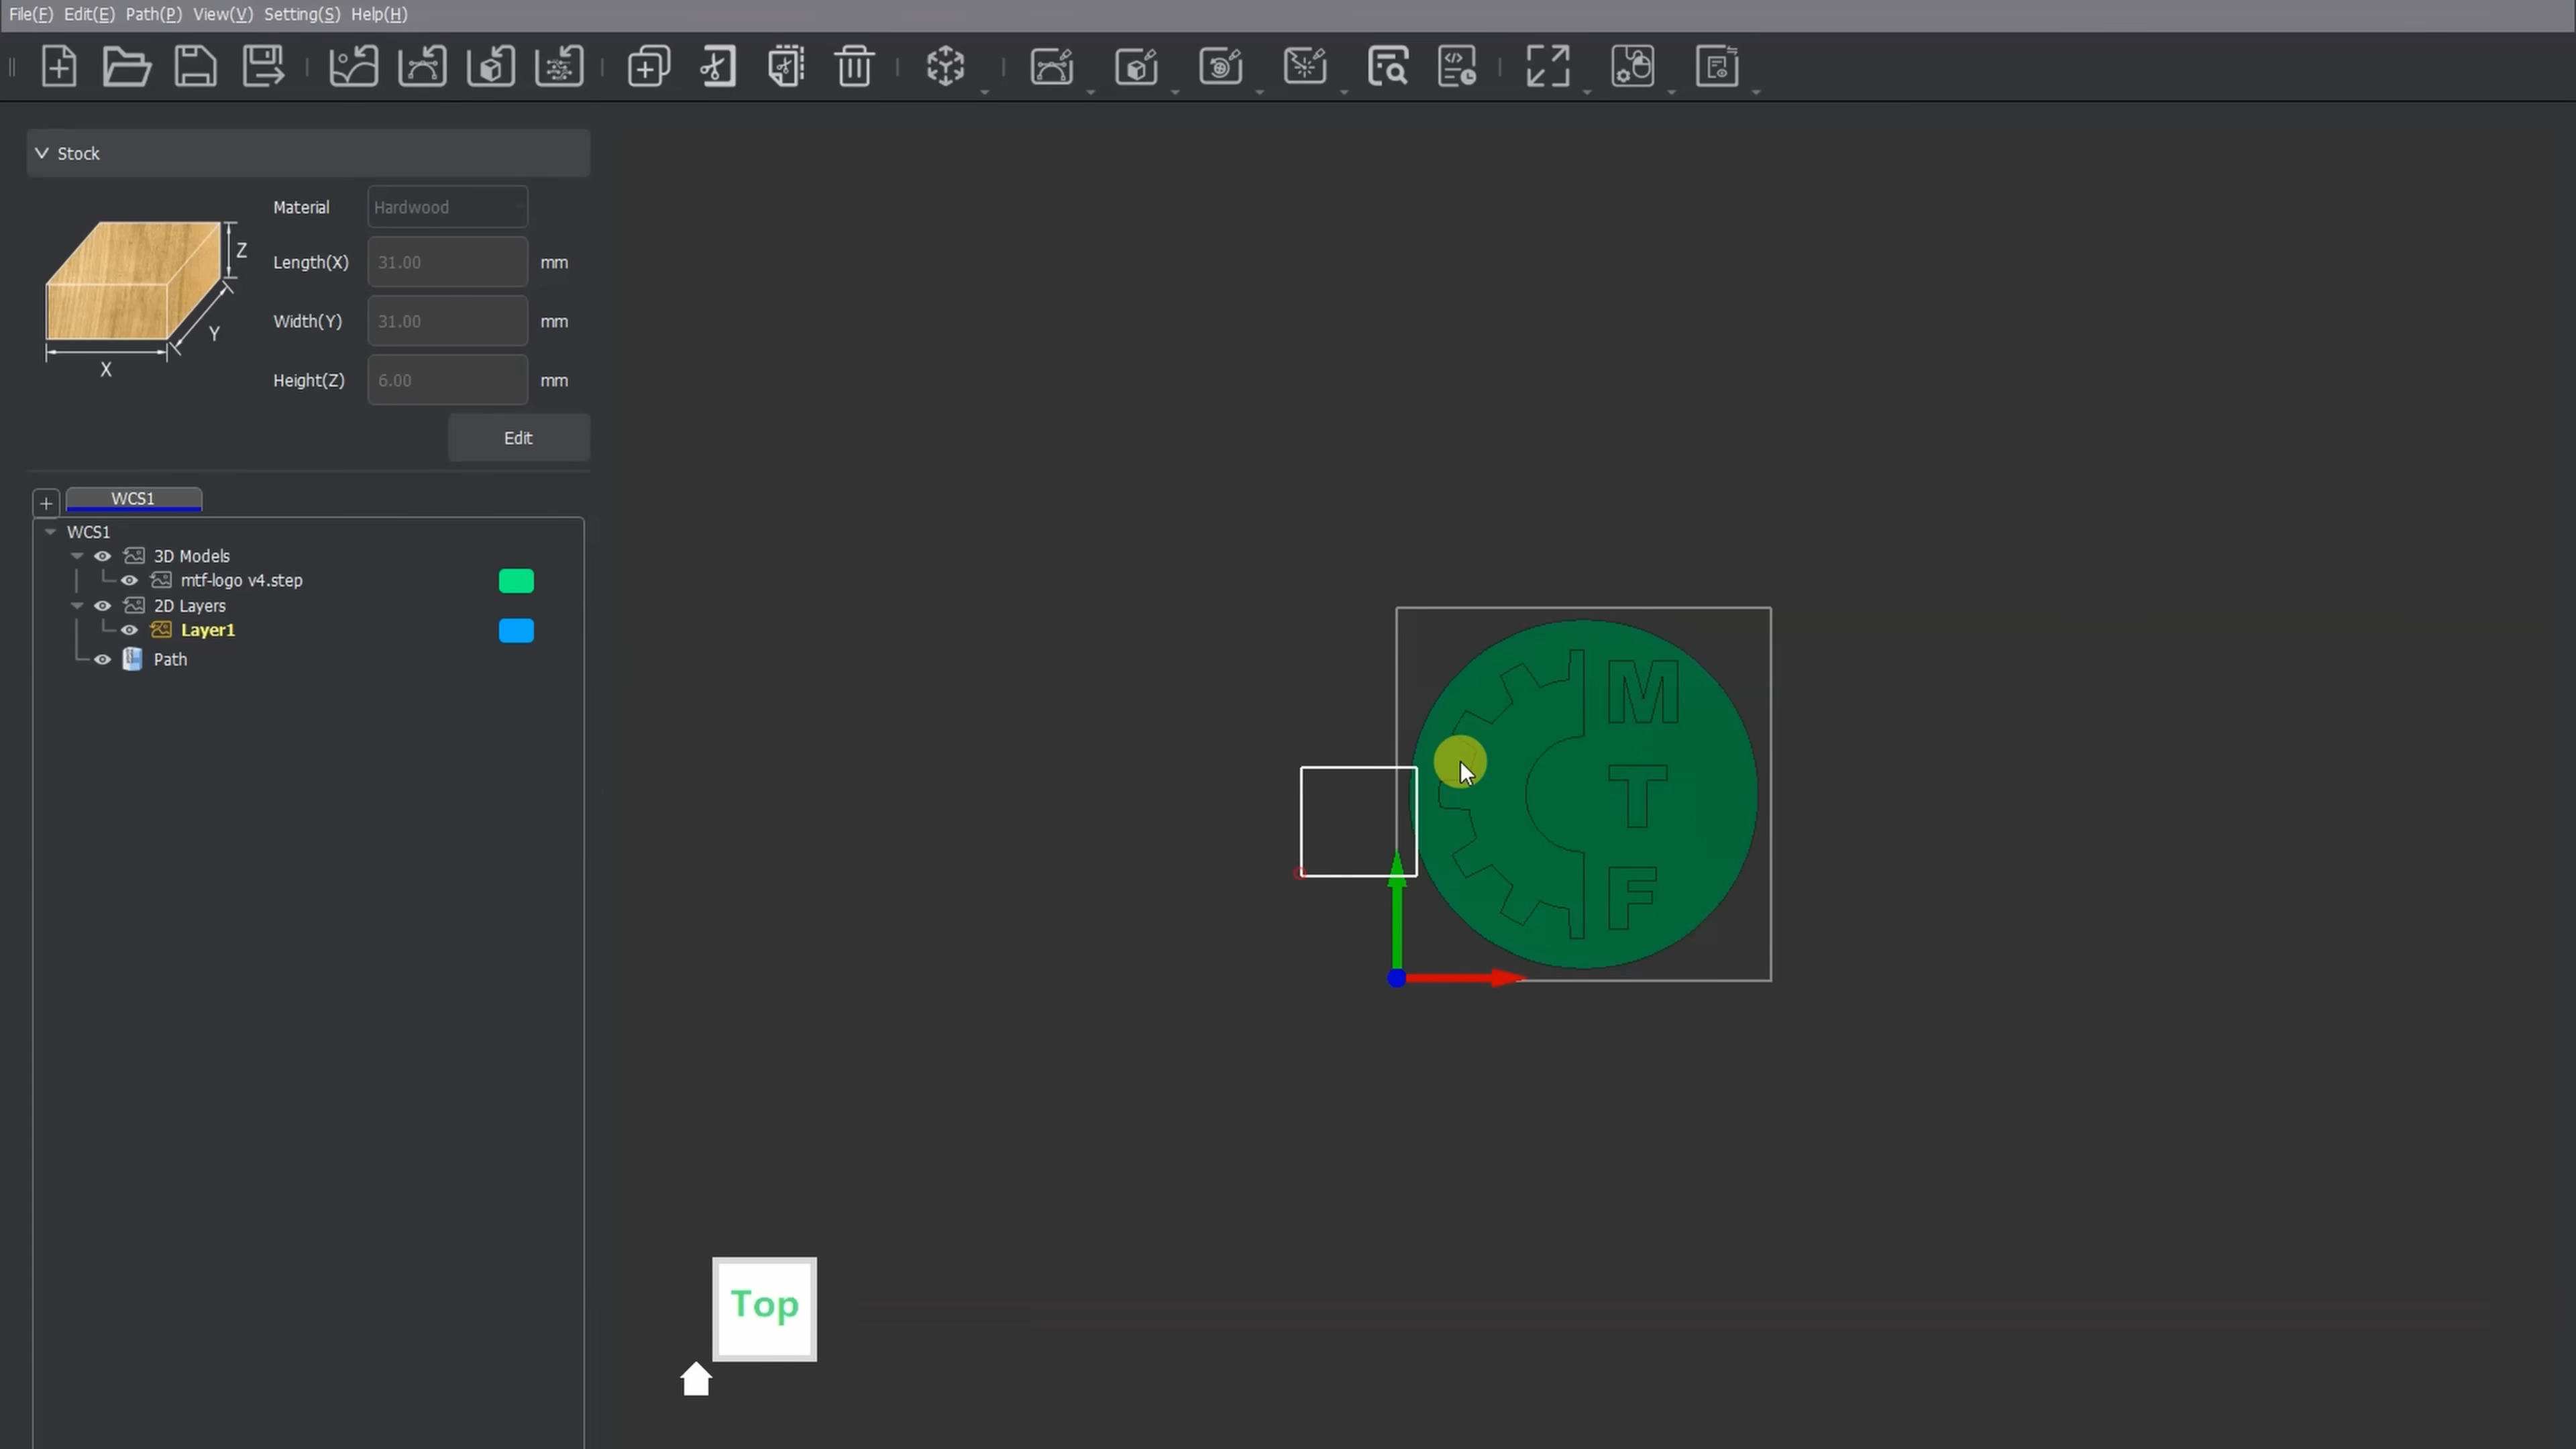 File(F) Edit(E) Path(P) View(V) Setting(S) Help(H)
Stock
Material Hardwood
Length(X) 31.00 mm
Width(Y) 31.00 mm
Height(Z) 6.00 mm
Z
Y
X
Edit
+ WCS1
WCS1
3D Models
mtf-logo v4.step
2D Layers
Layer1
Path
M
T
F
Top